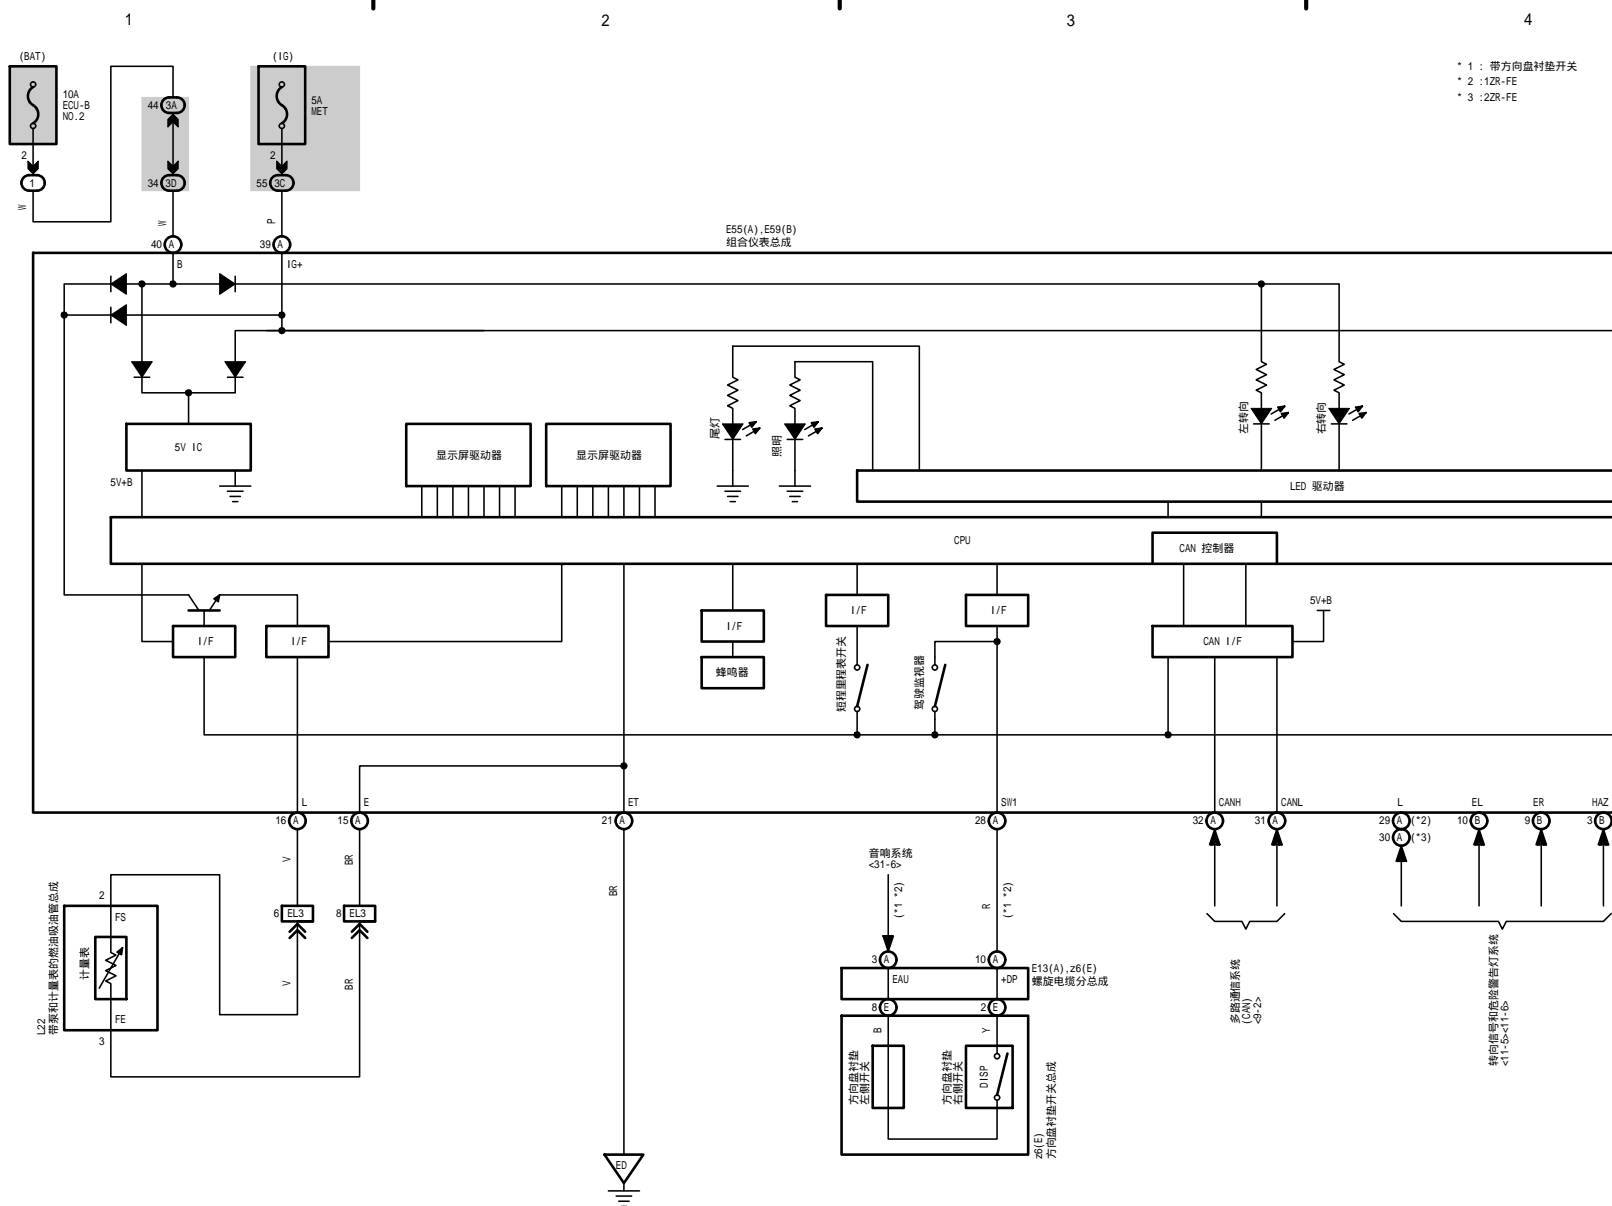 1
2
3
4
(BAT)
10A
ECU-B
NO.2
2
1
W
44 3A
34 3D
W
(IG)
5A
MET
2
55 3C
P
* 1 : 带方向盘衬垫开关
* 2 :1ZR-FE
* 3 :2ZR-FE
E55(A),E59(B)
组合仪表总成
40 A
B
39 A
IG+
5V IC
5V+B
显示屏驱动器
显示屏驱动器
尾灯
照明
左转向
右转向
LED 驱动器
CPU
CAN 控制器
I/F
I/F
I/F
蜂鸣器
I/F
短程里程表开关
I/F
驾驶监视器
CAN I/F
5V+B
L
16 A
E
15 A
ET
21 A
SW1
28 A
CANH
32 A
CANL
31 A
L
29 A (*2)
30 A (*3)
EL
10 B
ER
9 B
HAZ
3 B
V
BR
BR
6 EL3
8 EL3
V
BR
L22
带泵和计量表的燃油吸油管总成
2
FS
计量表
FE
3
ED
音响系统
<31-6>
(*1 *2)
R
(*1 *2)
3 A
10 A
EAU
+DP
E13(A),z6(E)
螺旋电缆分总成
8 E
2 E
B
Y
方向盘衬垫
左侧开关
方向盘衬垫
右侧开关
DISP
z6(E)
方向盘衬垫开关总成
多路通信系统
(CAN)
<9-2>
转向信号和危险警告灯系统
<11-5><11-6>